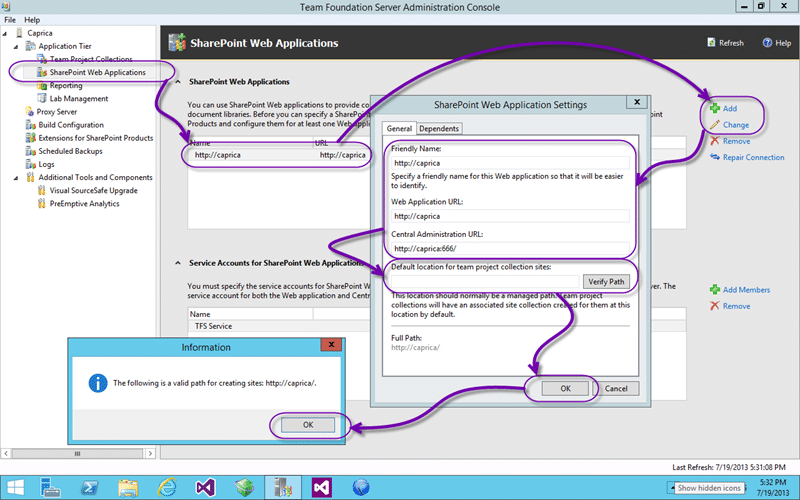 Team Foundation Server Administration Console
File Help
Caprica
Application Tier
Team Project Collections
SharePoint Web Applications
Reporting
Lab Management
Proxy Server
Build Configuration
Extensions for SharePoint Products
Scheduled Backups
Logs
Additional Tools and Components
Visual SourceSafe Upgrade
PreEmptive Analytics
SharePoint Web Applications
Refresh
Help
SharePoint Web Applications
You can use SharePoint Web applications to provide
document libraries. Before you can specify a SharePoint
Products and configure them for at least one Web
Name URL
http://caprica http://caprica
Add
Change
Remove
Repair Connection
Service Accounts for SharePoint Web Applications
You must specify the service accounts for SharePoint
service account for both the Web application and
Name
TFS Service
Add Members
Remove
SharePoint Web Application Settings
General Dependents
Friendly Name:
http://caprica
Specify a friendly name for this Web application so that it will be easier
to identify.
Web Application URL:
http://caprica
Central Administration URL:
http://caprica:666/
Default location for team project collection sites:
Verify Path
This location should normally be a managed path. Team project
collections will have an associated site collection created for them at this
location by default.
Full Path:
http://caprica/
OK Cancel
Information
The following is a valid path for creating sites: http://caprica/.
OK
Last Refresh: 7/19/2013 5:31:08 PM
Show hidden icons
5:32 PM
7/19/2013